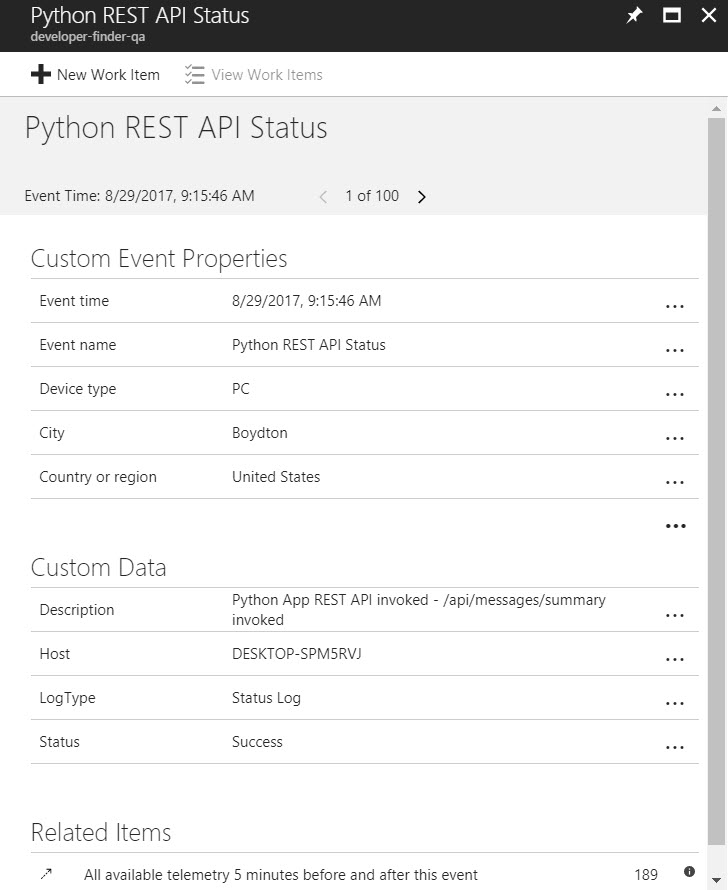 Python REST API Status
developer-finder-qa
New Work Item
View Work Items
Python REST API Status
Event Time: 8/29/2017, 9:15:46 AM
1 of 100
Custom Event Properties
Event time 8/29/2017, 9:15:46 AM ...
Event name Python REST API Status ...
Device type PC ...
City Boydton ...
Country or region United States ...
...
Custom Data
Description Python App REST API invoked - /api/messages/summary
invoked ...
Host DESKTOP-SPM5RVJ ...
LogType Status Log ...
Status Success ...
Related Items
All available telemetry 5 minutes before and after this event 189